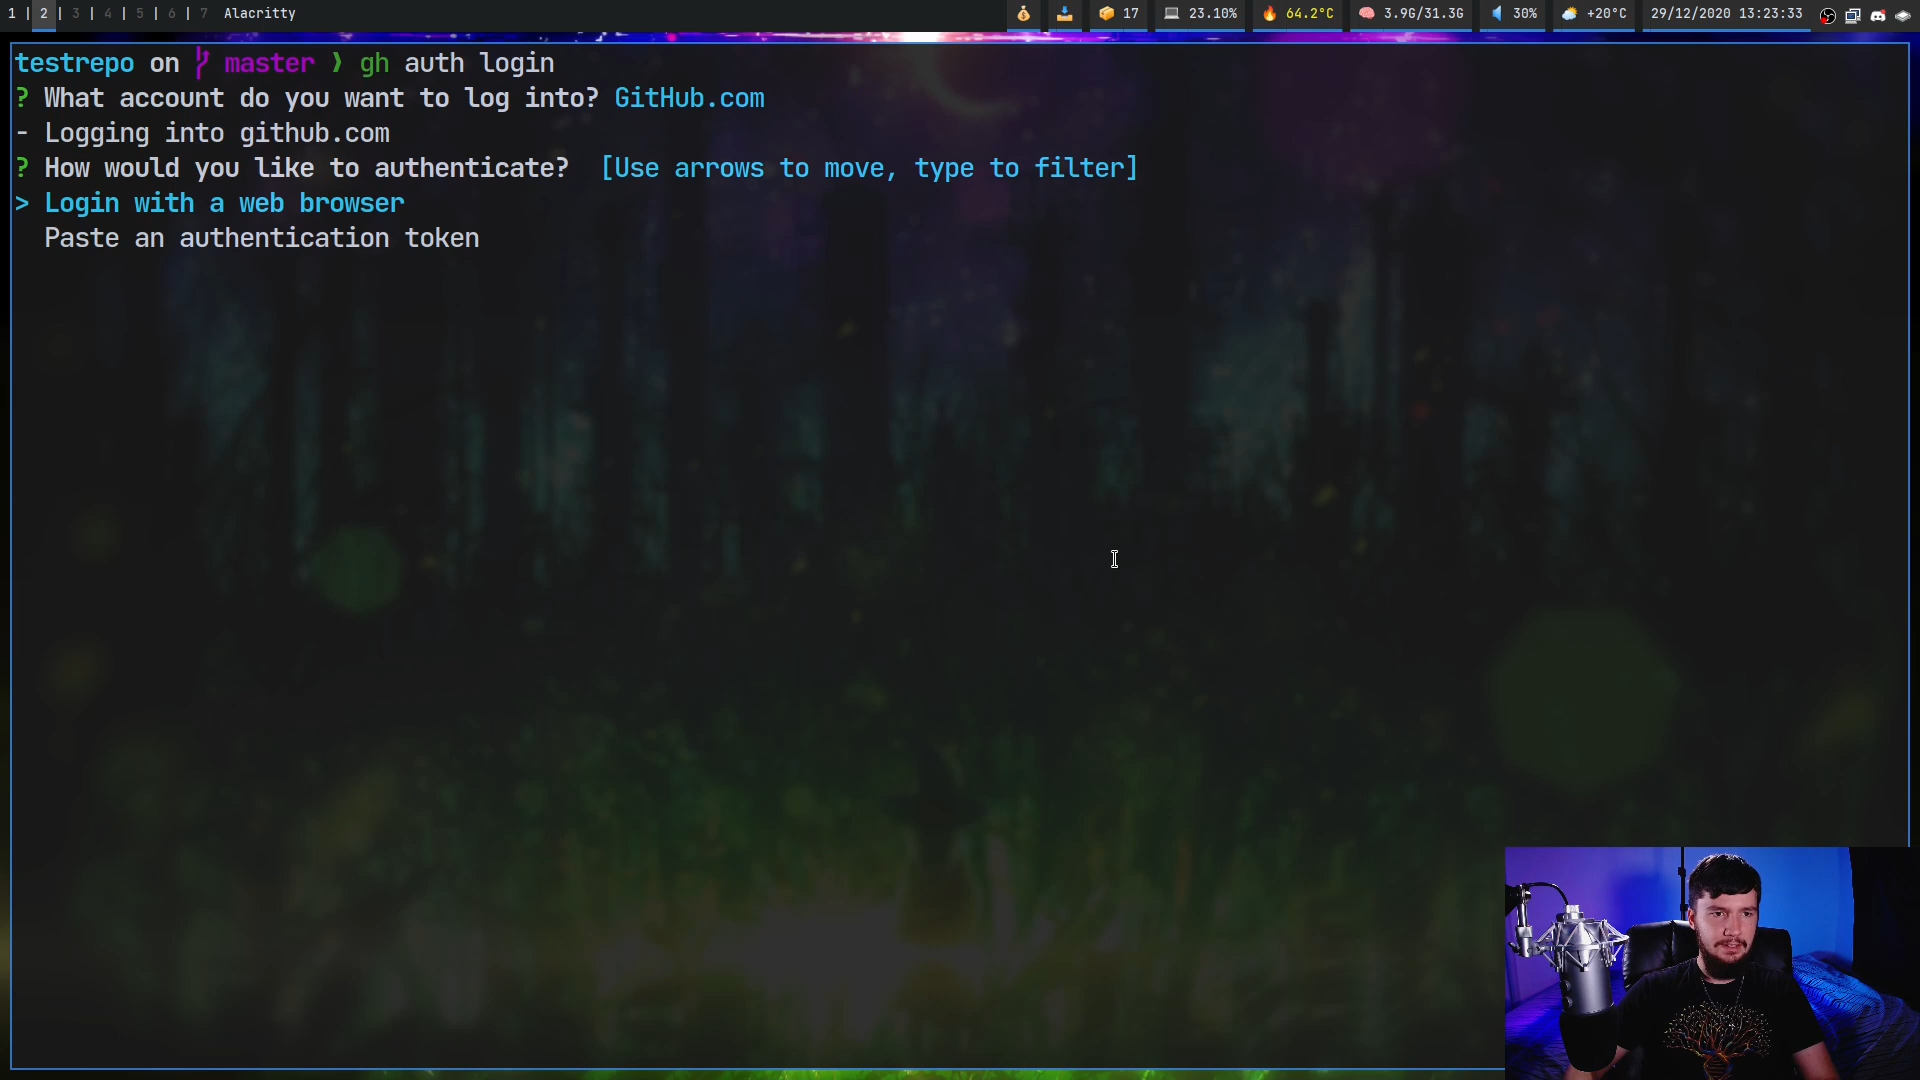 1 | 2 | 3 | 4 | 5 | 6 | 7 Alacritty 17 23.10% 64.2°C 3.9G/31.3G 30% +20°C 29/12/2020 13:23:33
testrepo on master ❯ gh auth login
? What account do you want to log into? GitHub.com
- Logging into github.com
? How would you like to authenticate? [Use arrows to move, type to filter]
> Login with a web browser
Paste an authentication token